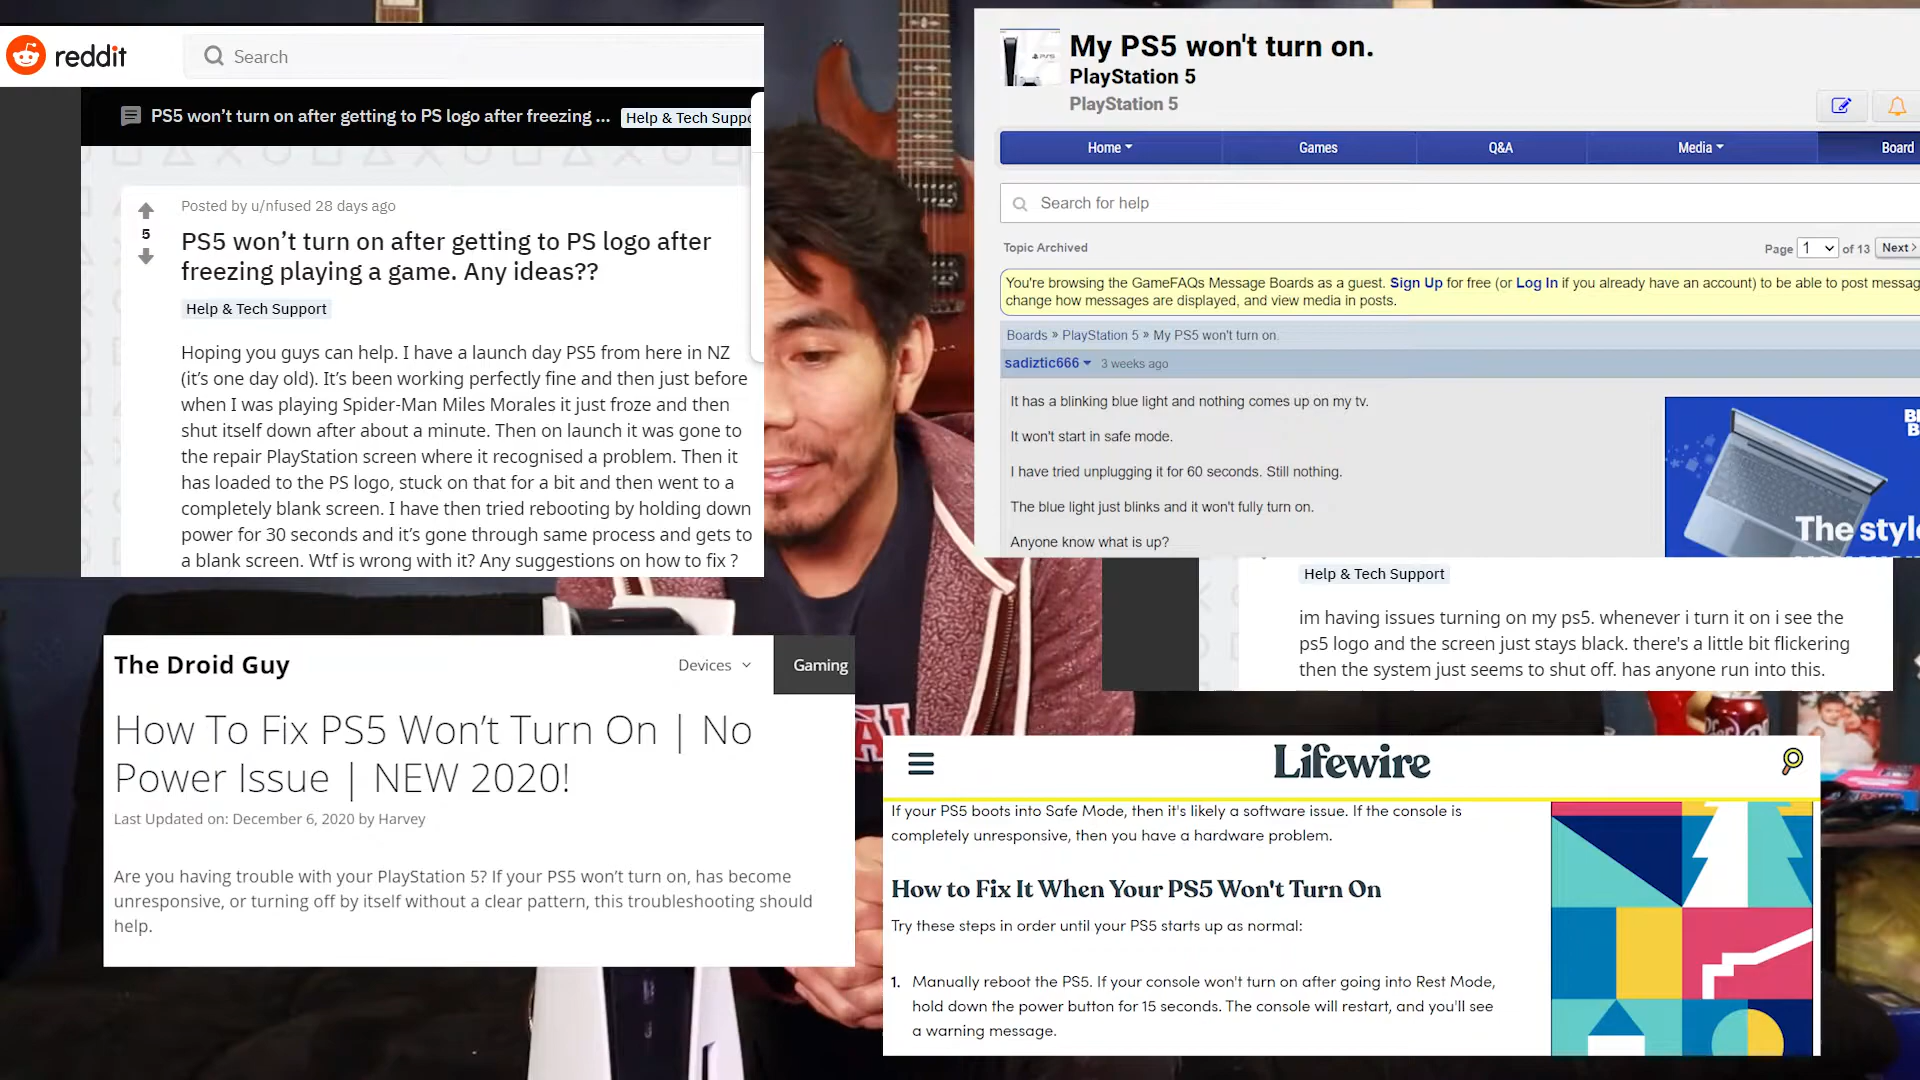 reddit
Search
PS5 won’t turn on after getting to PS logo after freezing ...
Help & Tech Suppo
Posted by u/nfused 28 days ago
5
PS5 won’t turn on after getting to PS logo after
freezing playing a game. Any ideas??
Help & Tech Support
Hoping you guys can help. I have a launch day PS5 from here in NZ
(it’s one day old). It’s been working perfectly fine and then just before
when I was playing Spider-Man Miles Morales it just froze and then
shut itself down after about a minute. Then on launch it was gone to
the repair PlayStation screen where it recognised a problem. Then it
has loaded to the PS logo, stuck on that for a bit and then went to a
completely blank screen. I have then tried rebooting by holding down
power for 30 seconds and it’s gone through same process and gets to
a blank screen. Wtf is wrong with it? Any suggestions on how to fix ?
My PS5 won't turn on.
PlayStation 5
PlayStation 5
Home
Games
Q&A
Media
Board
Search for help
Topic Archived
Page 1 of 13 Next >
You're browsing the GameFAQs Message Boards as a guest. Sign Up for free (or Log In if you already have an account) to be able to post messag
change how messages are displayed, and view media in posts.
Boards » PlayStation 5 » My PS5 won't turn on
sadiztic666 3 weeks ago
It has a blinking blue light and nothing comes up on my tv.
It won't start in safe mode.
I have tried unplugging it for 60 seconds. Still nothing.
The blue light just blinks and it won't fully turn on.
Anyone know what is up?
The style
Help & Tech Support
im having issues turning on my ps5. whenever i turn it on i see the
ps5 logo and the screen just stays black. there's a little bit flickering
then the system just seems to shut off. has anyone run into this.
The Droid Guy
Devices
Gaming
How To Fix PS5 Won’t Turn On | No
Power Issue | NEW 2020!
Last Updated on: December 6, 2020 by Harvey
Are you having trouble with your PlayStation 5? If your PS5 won’t turn on, has become
unresponsive, or turning off by itself without a clear pattern, this troubleshooting should
help.
Lifewire
If your PS5 boots into Safe Mode, then it's likely a software issue. If the console is
completely unresponsive, then you have a hardware problem.
How to Fix It When Your PS5 Won't Turn On
Try these steps in order until your PS5 starts up as normal:
1. Manually reboot the PS5. If your console won't turn on after going into Rest Mode,
hold down the power button for 15 seconds. The console will restart, and you'll see
a warning message.